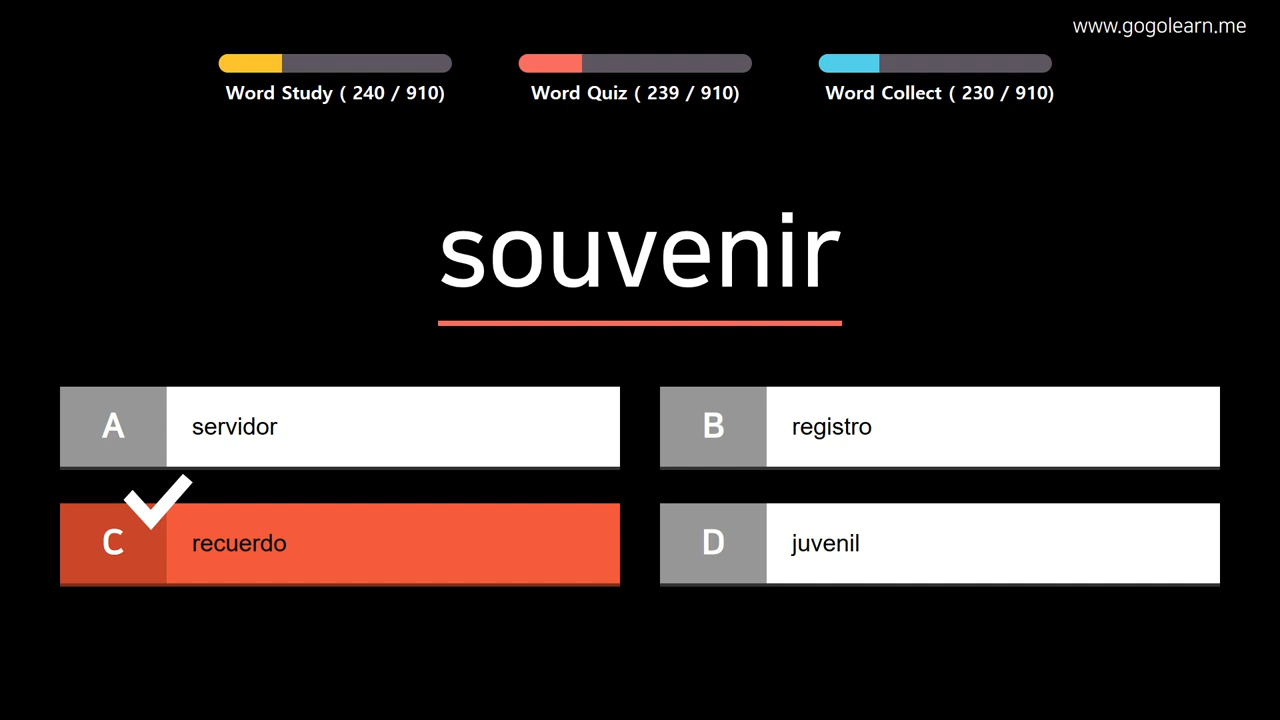 www.gogolearn.me
Word Study ( 240 / 910)
Word Quiz ( 239 / 910)
Word Collect ( 230 / 910)
souvenir
A servidor
B registro
C recuerdo
D juvenil